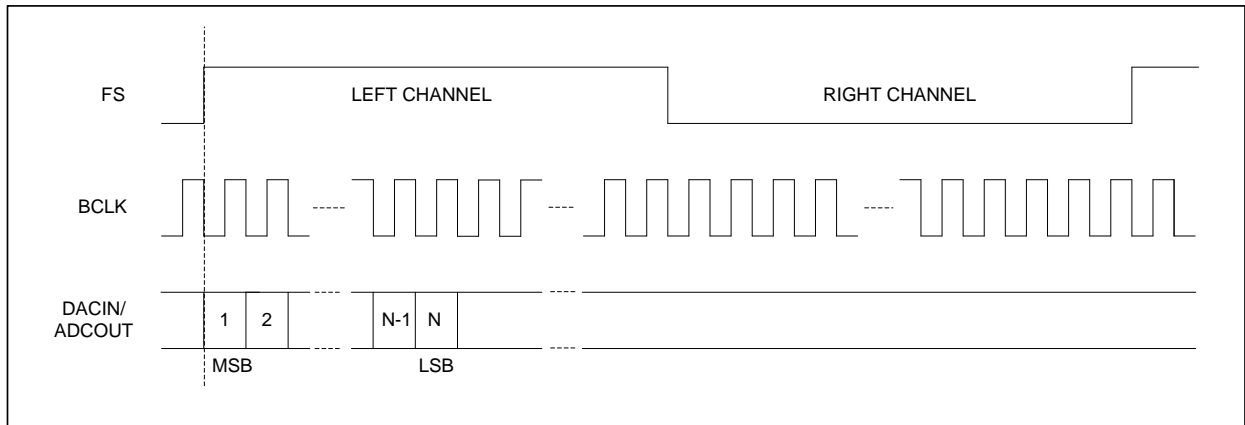 FS
LEFT CHANNEL
RIGHT CHANNEL
BCLK
DACIN/
ADCOUT
1
2
N-1
N
MSB
LSB